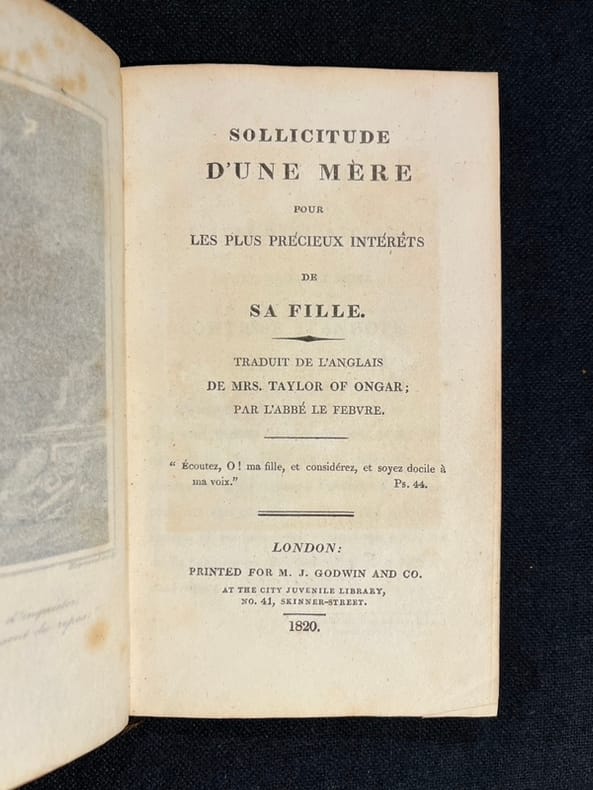 SOLLICITUDE
D'UNE MÈRE
POUR
LES PLUS PRÉCIEUX INTÉRÊTS
DE
SA FILLE.
TRADUIT DE L'ANGLAIS
DE MRS. TAYLOR OF ONGAR;
PAR L'ABBÉ LE FEBVRE.
“ Écoutez, O! ma fille, et considérez, et soyez docile à
ma voix.” Ps. 44.
LONDON:
PRINTED FOR M. J. GODWIN AND CO.
AT THE CITY JUVENILE LIBRARY,
NO. 41, SKINNER-STREET.
1820.